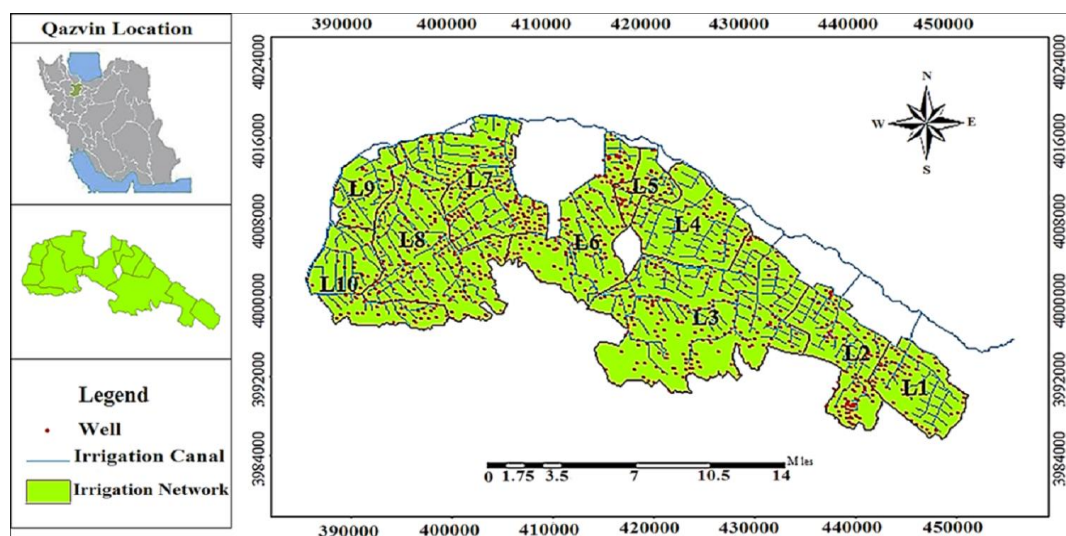 Qazvin Location
Legend
Well
Irrigation Canal
Irrigation Network
390000 400000 410000 420000 430000 440000 450000
4024000
4016000
4008000
4000000
3992000
3984000
N
W E
S
L9
L7
L5
L4
L8
L6
L10
L3
L2
L1
0 1.75 3.5 7 10.5 14
M les
4024000
4016000
4008000
4000000
3992000
3984000
390000 400000 410000 420000 430000 440000 450000